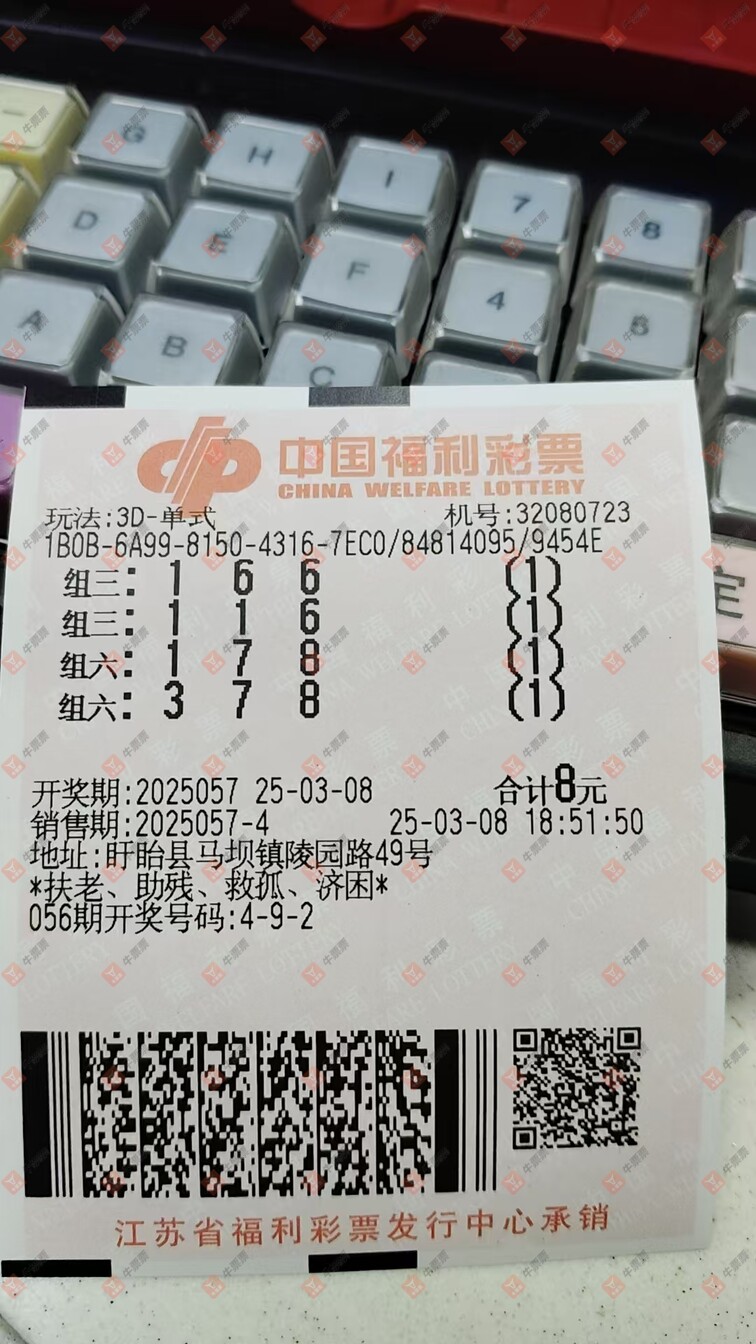 G H I 7 8
D E F 4 5
A B C
中国福利彩票
CHINA WELFARE LOTTERY
玩法:3D-单式 机号:32080723
1B0B-6A99-8150-4316-7EC0/84814095/9454E
组三: 1 6 6 (1)
组三: 1 1 6 (1)
组六: 1 7 8 (1)
组六: 3 7 8 (1)
定
开奖期:2025057 25-03-08 合计8元
销售期:2025057-4 25-03-08 18:51:50
地址:盱眙县马坝镇陵园路49号
*扶老、助残、救孤、济困*
056期开奖号码:4-9-2
江苏省福利彩票发行中心承销
牛票票